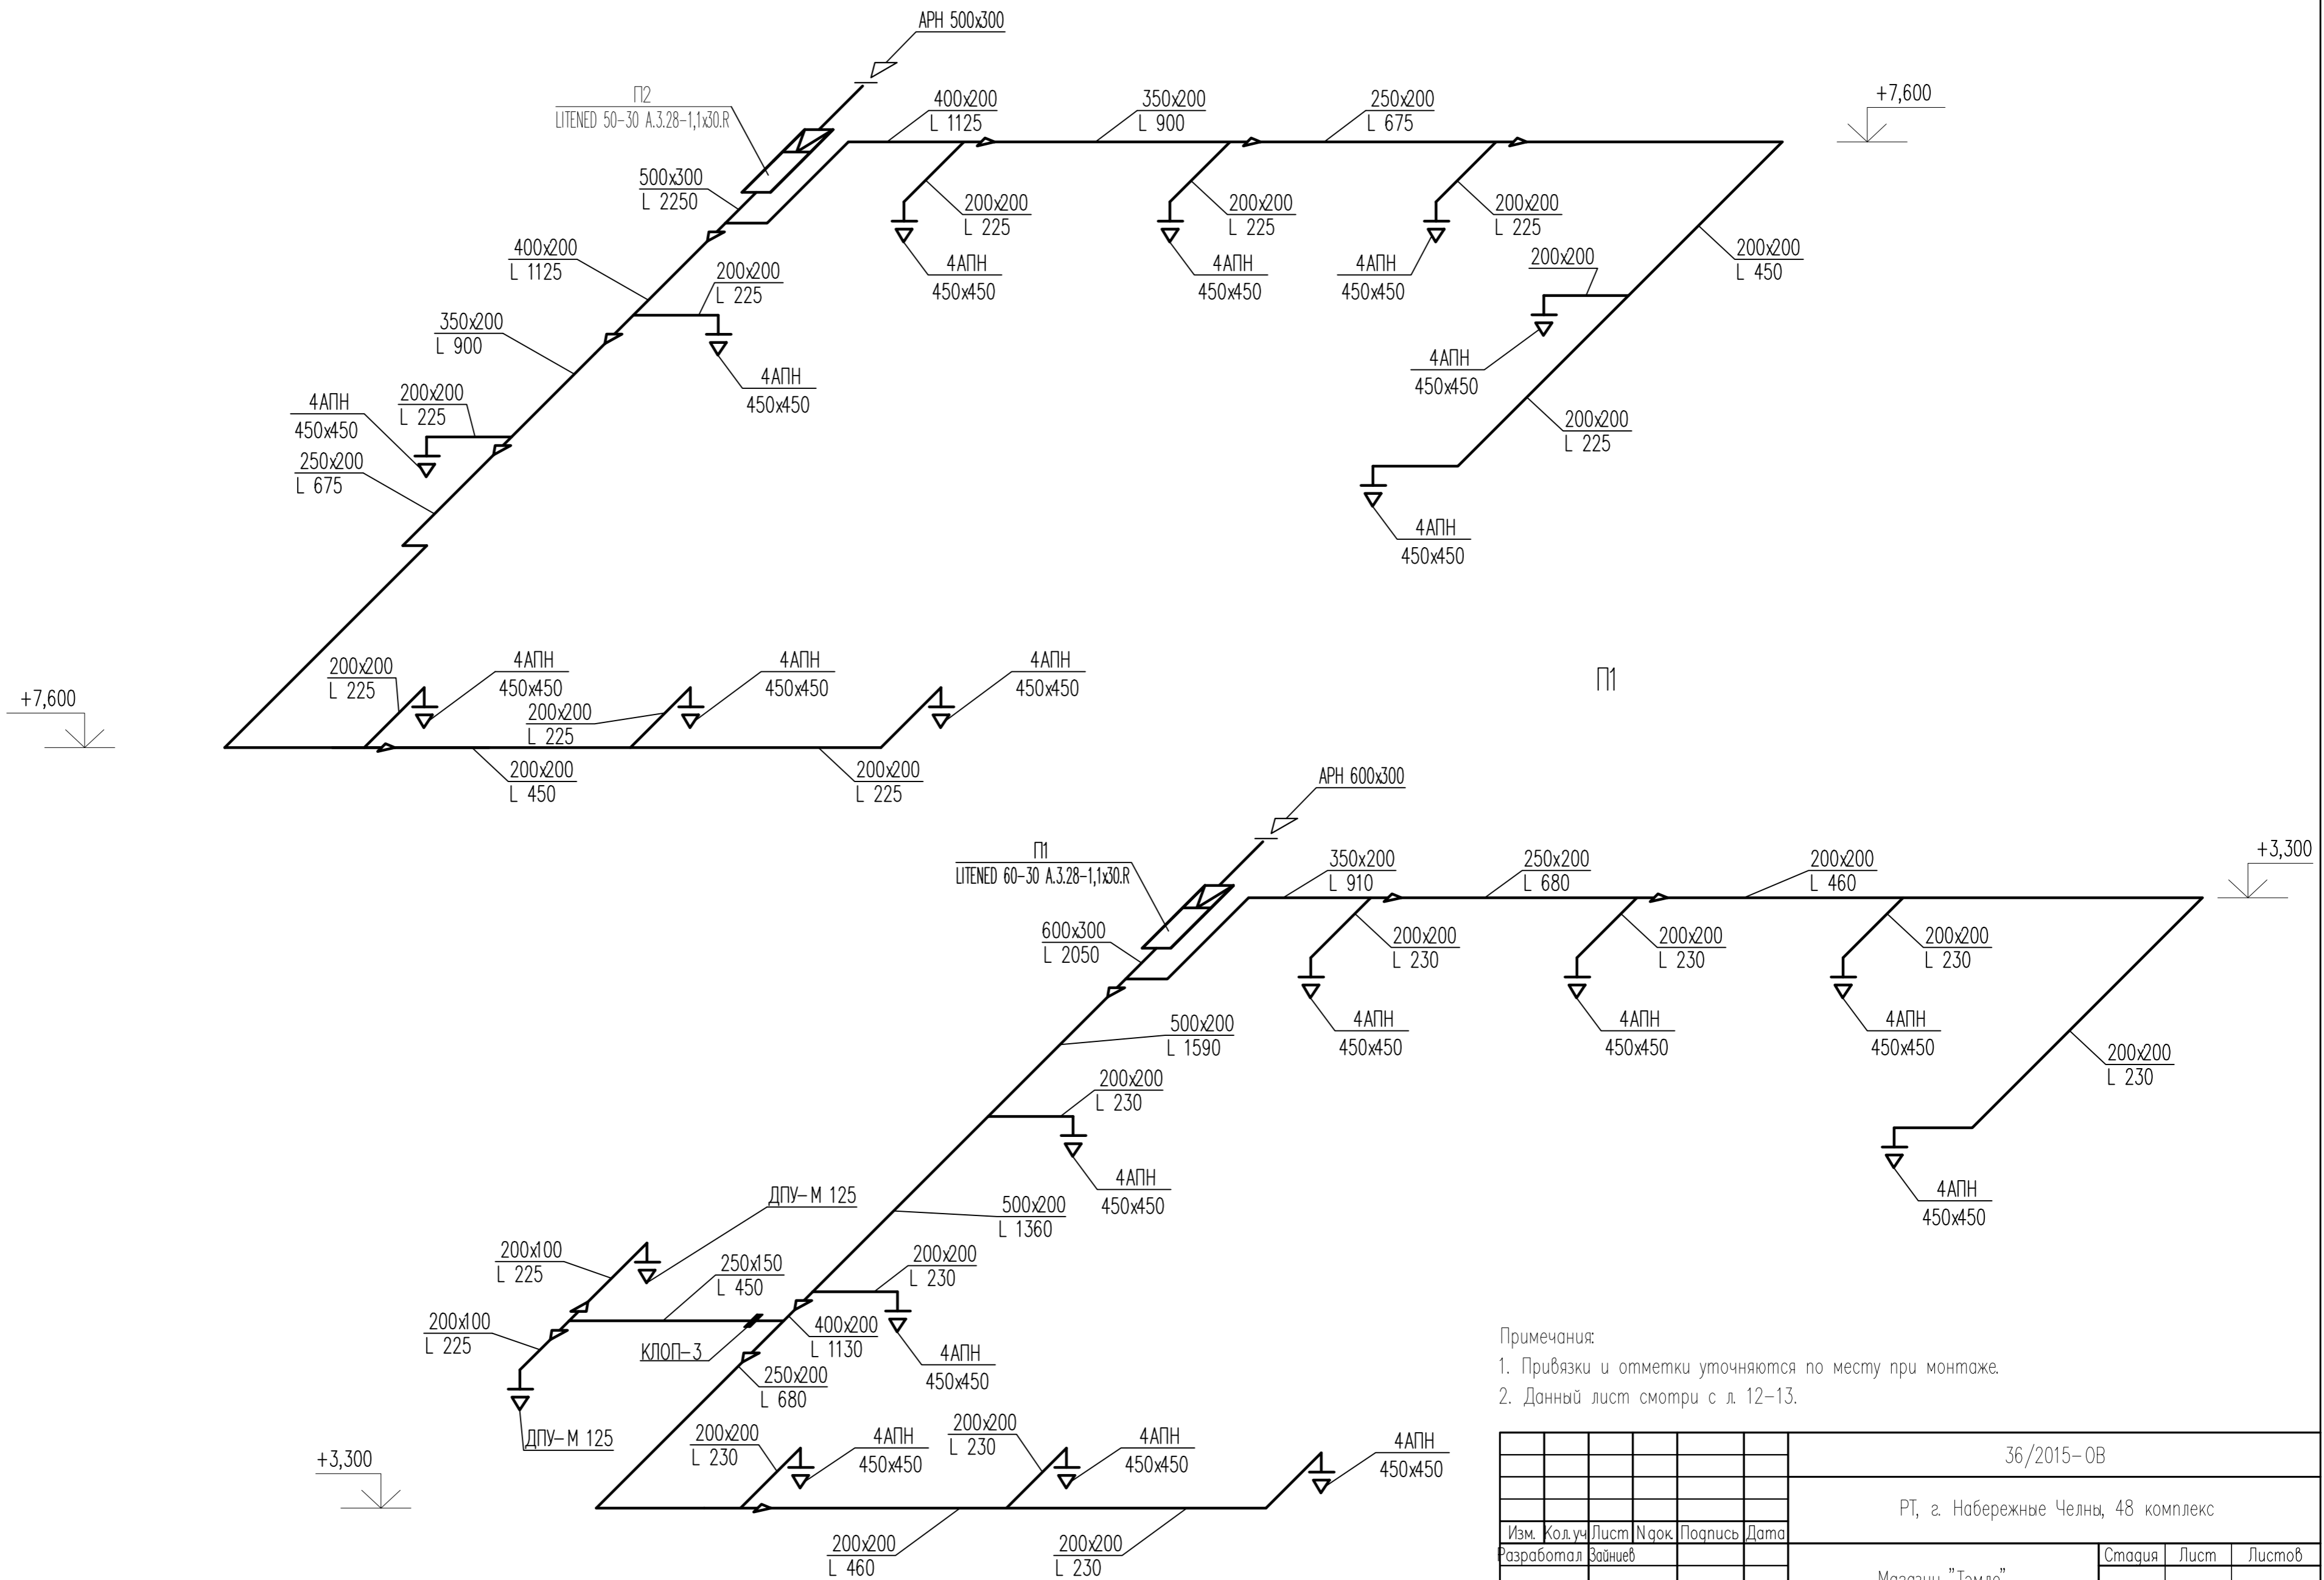 АРН 500х300
П2
LITENED 50-30 А.3.28-1,1х30.R
400х200
L 1125
350х200
L 900
250х200
L 675
+7,600
500х300
L 2250
200х200
L 225
200х200
L 225
200х200
L 225
4АПН
450х450
4АПН
450х450
4АПН
450х450
200х200
200х200
L 450
400х200
L 1125
200х200
L 225
350х200
L 900
4АПН
450х450
4АПН
450х450
4АПН
450х450
200х200
L 225
200х200
L 225
250х200
L 675
4АПН
450х450
П1
+7,600
200х200
L 225
4АПН
450х450
200х200
L 225
4АПН
450х450
4АПН
450х450
200х200
L 450
200х200
L 225
АРН 600х300
П1
LITENED 60-30 А.3.28-1,1х30.R
350х200
L 910
250х200
L 680
200х200
L 460
+3,300
600х300
L 2050
200х200
L 230
200х200
L 230
200х200
L 230
500х200
L 1590
4АПН
450х450
4АПН
450х450
4АПН
450х450
200х200
L 230
200х200
L 230
4АПН
450х450
4АПН
450х450
ДПУ-М 125
500х200
L 1360
200х100
L 225
250х150
L 450
200х200
L 230
200х100
L 225
КЛОП-3
400х200
L 1130
4АПН
450х450
250х200
L 680
ДПУ-М 125
+3,300
200х200
L 230
4АПН
450х450
200х200
L 230
4АПН
450х450
4АПН
450х450
200х200
L 460
200х200
L 230
Примечания:
1. Привязки и отметки уточняются по месту при монтаже.
2. Данный лист смотри с л. 12-13.
36/2015-ОВ
РТ, г. Набережные Челны, 48 комплекс
Изм. Кол.уч Лист Nдок. Подпись Дата
Разработал Зайниев
Стадия Лист Листов
Магазин